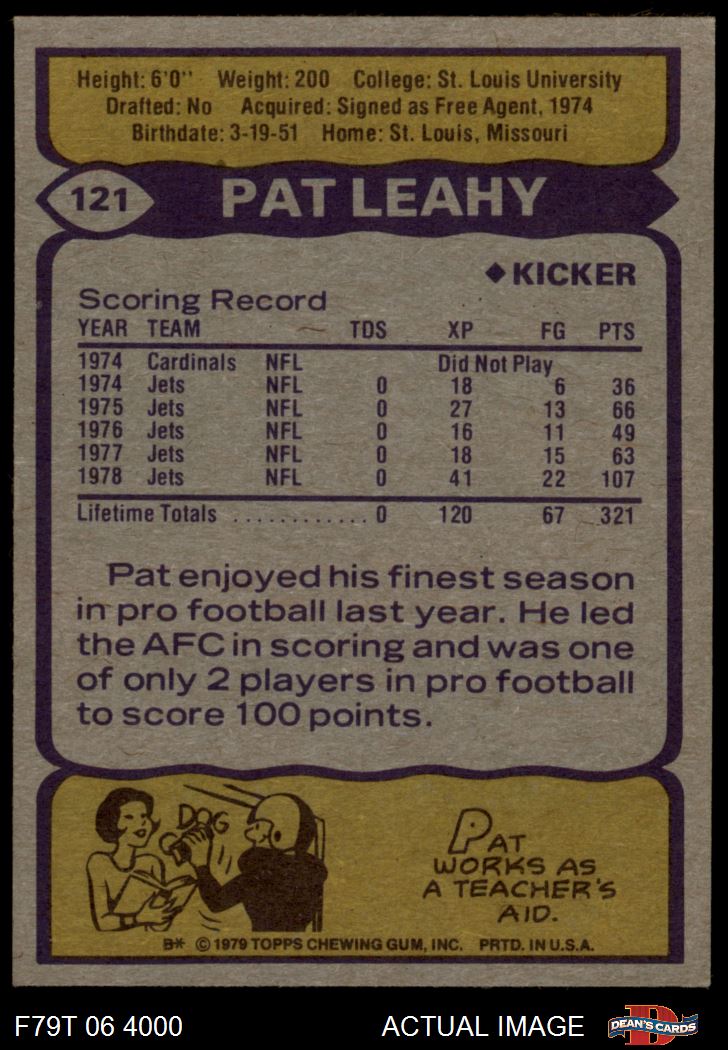 Height: 6'0" Weight: 200 College: St. Louis University
Drafted: No Acquired: Signed as Free Agent, 1974
Birthdate: 3-19-51 Home: St. Louis, Missouri
121 PAT LEAHY
◆ KICKER
Scoring Record
YEAR TEAM TDS XP FG PTS
1974 Cardinals NFL Did Not Play
1974 Jets NFL 0 18 6 36
1975 Jets NFL 0 27 13 66
1976 Jets NFL 0 16 11 49
1977 Jets NFL 0 18 15 63
1978 Jets NFL 0 41 22 107
Lifetime Totals ............ 0 120 67 321
Pat enjoyed his finest season
in pro football last year. He led
the AFC in scoring and was one
of only 2 players in pro football
to score 100 points.
DOG
PAT
WORKS AS
A TEACHER'S
AID.
B* © 1979 TOPPS CHEWING GUM, INC. PRTD. IN U.S.A.
F79T 06 4000 ACTUAL IMAGE D DEAN'S CARDS